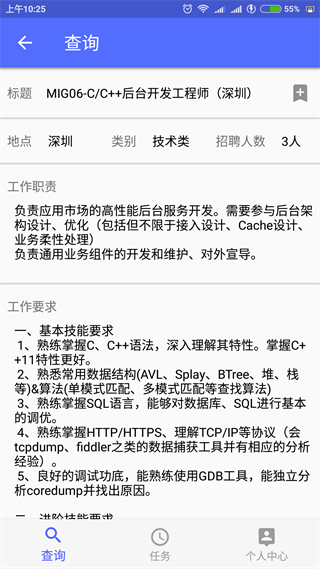 上午10:25
55%
查询
标题 MIG06-C/C++后台开发工程师（深圳）
地点 深圳 类别 技术类 招聘人数 3人
工作职责
负责应用市场的高性能后台服务开发。需要参与后台架
构设计、优化（包括但不限于接入设计、Cache设计、
业务柔性处理）
负责通用业务组件的开发和维护、对外宣导。
工作要求
一、基本技能要求
1、熟练掌握C、C++语法，深入理解其特性。掌握C+
+11特性更好。
2、熟悉常用数据结构(AVL、Splay、BTree、堆、栈
等)&算法(单模式匹配、多模式匹配等查找算法)
3、熟练掌握SQL语言，能够对数据库、SQL进行基本
的调优。
4、熟练掌握HTTP/HTTPS、理解TCP/IP等协议（会
tcpdump、fiddler之类的数据捕获工具并有相应的分析
经验）。
5、良好的调试功底，能熟练使用GDB工具，能独立分
析coredump并找出原因。
二、进阶技能要求
查询 任务 个人中心